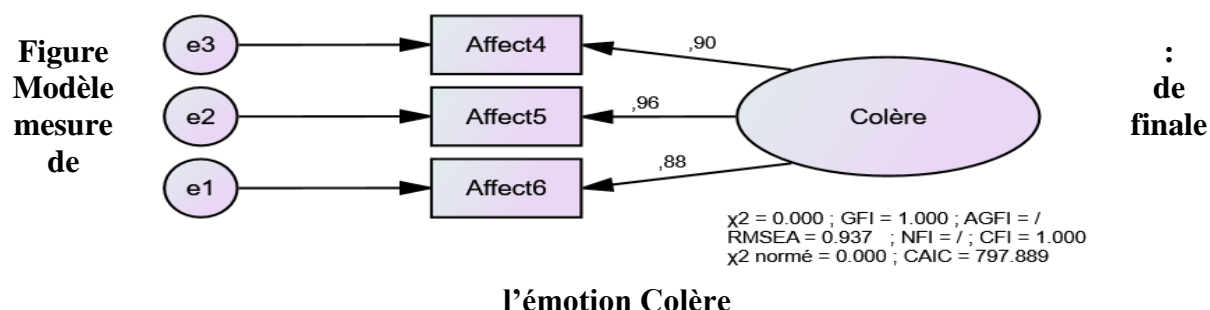 Figure :
Modèle de
mesure finale
de
e3 Affect4 ,90
e2 Affect5 ,96 Colère
e1 Affect6 ,88
χ2 = 0.000 ; GFI = 1.000 ; AGFI = /
RMSEA = 0.937 ; NFI = / ; CFI = 1.000
χ2 normé = 0.000 ; CAIC = 797.889
l’émotion Colère